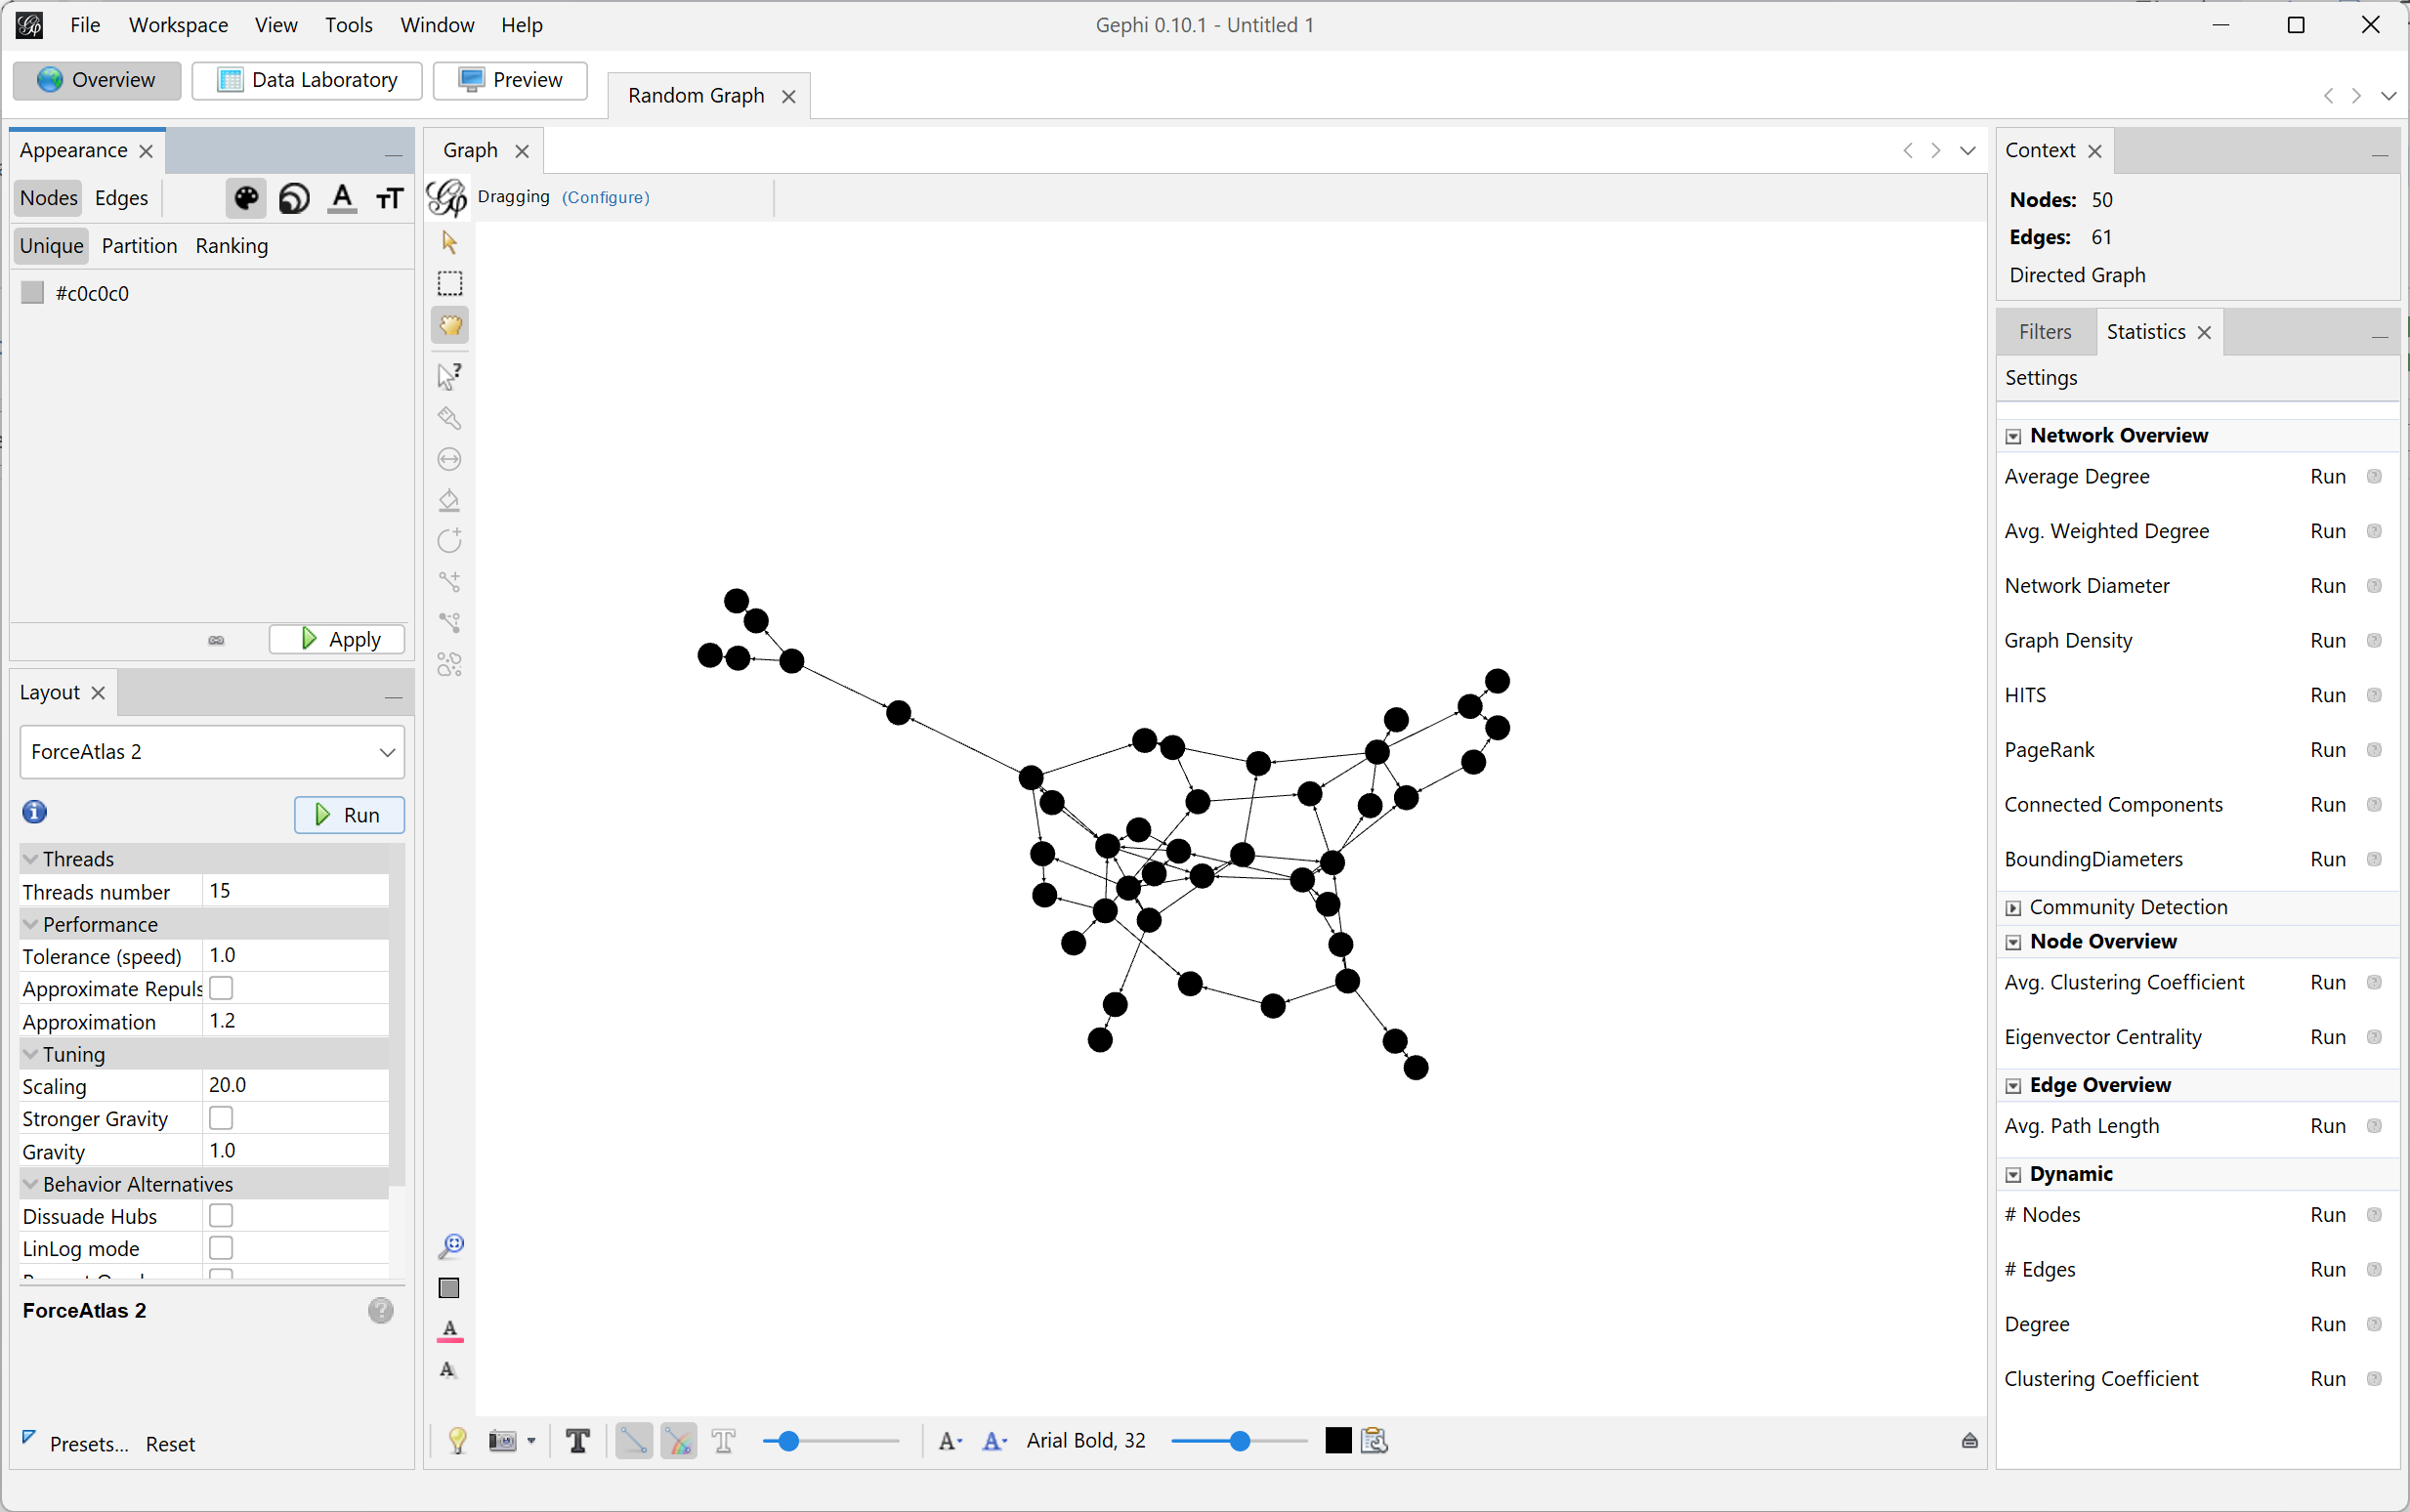 File Workspace View Tools Window Help
Gephi 0.10.1 - Untitled 1
Overview Data Laboratory Preview
Random Graph
Appearance
Nodes Edges
Unique Partition Ranking
#c0c0c0
Apply
Layout
ForceAtlas 2
Run
Threads
Threads number 15
Performance
Tolerance (speed) 1.0
Approximate Repuls
Approximation 1.2
Tuning
Scaling 20.0
Stronger Gravity
Gravity 1.0
Behavior Alternatives
Dissuade Hubs
LinLog mode
ForceAtlas 2
Presets... Reset
Graph
Dragging (Configure)
Arial Bold, 32
Context
Nodes: 50
Edges: 61
Directed Graph
Filters Statistics
Settings
Network Overview
Average Degree Run
Avg. Weighted Degree Run
Network Diameter Run
Graph Density Run
HITS Run
PageRank Run
Connected Components Run
BoundingDiameters Run
Community Detection
Node Overview
Avg. Clustering Coefficient Run
Eigenvector Centrality Run
Edge Overview
Avg. Path Length Run
Dynamic
# Nodes Run
# Edges Run
Degree Run
Clustering Coefficient Run